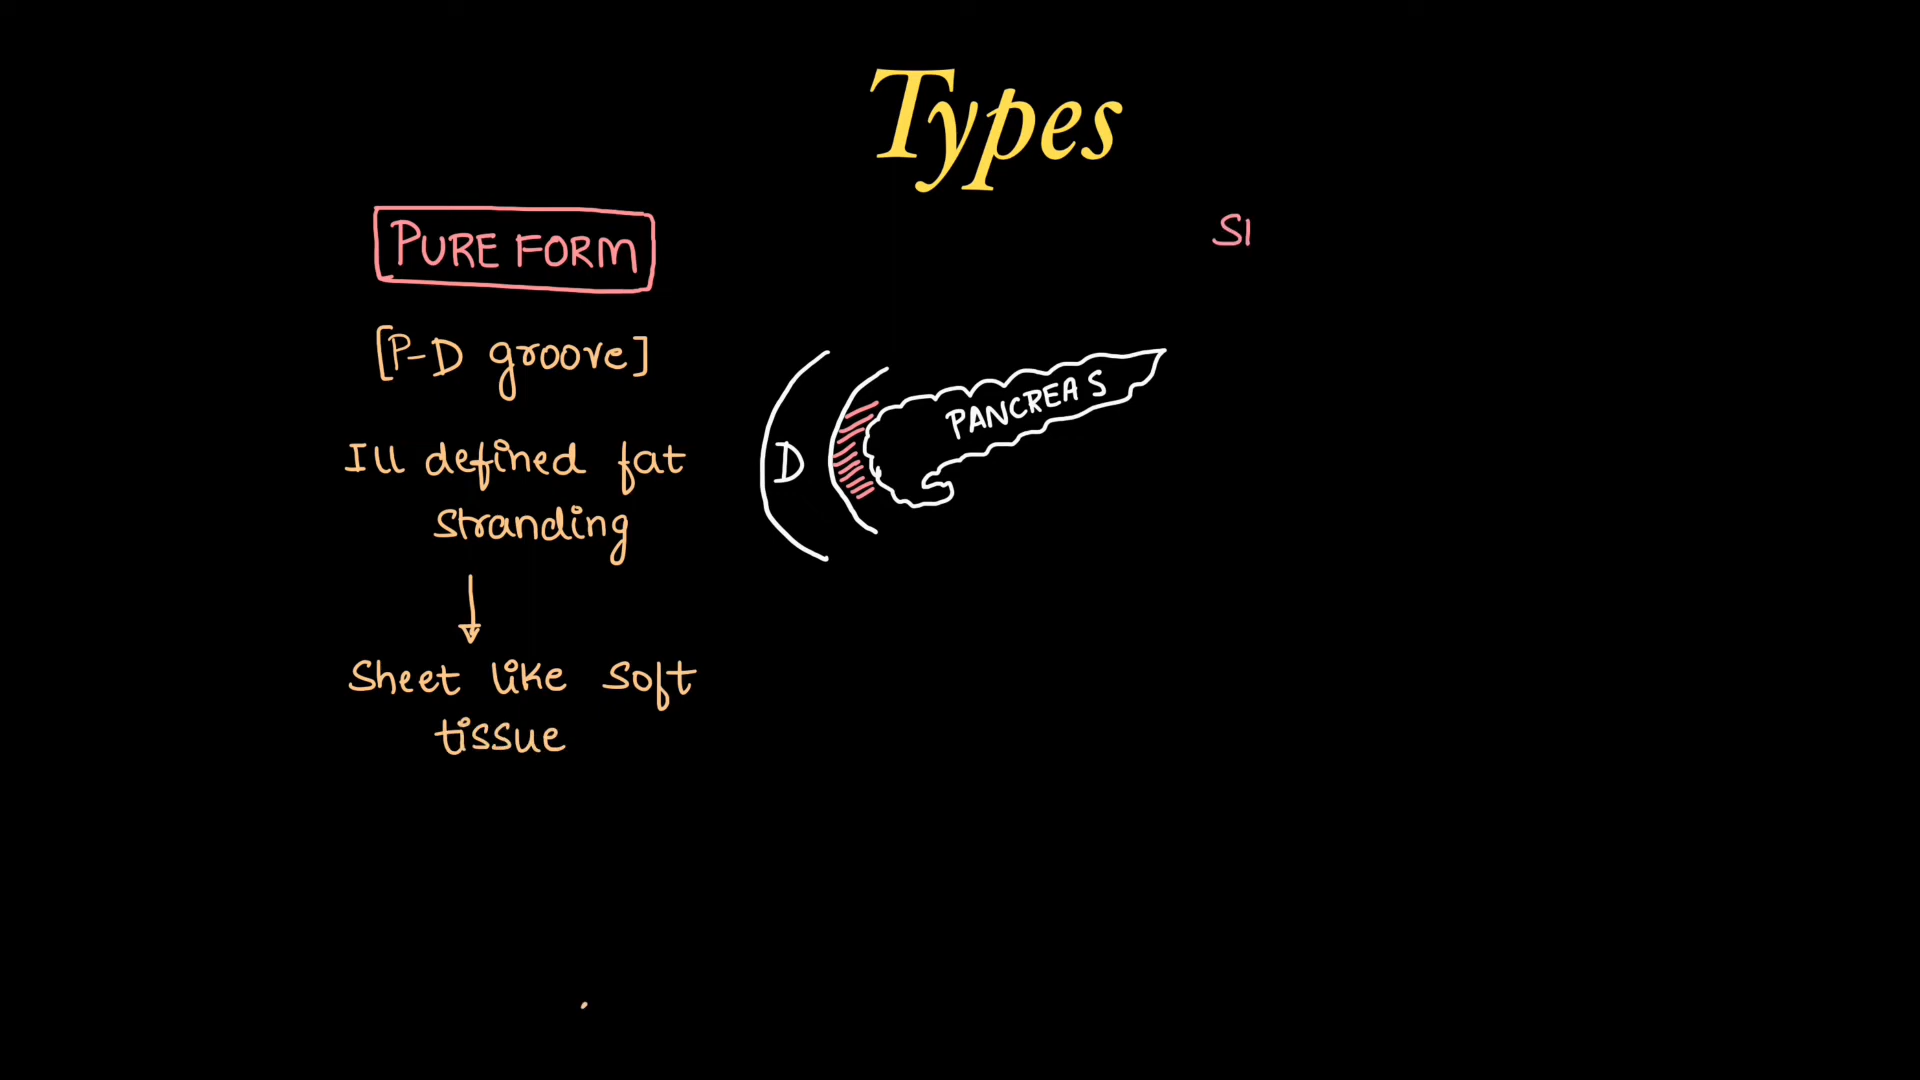 Types
PURE FORM
SI
[P-D groove]
Ill defined fat
stranding
Sheet like soft
tissue
D
PANCREAS